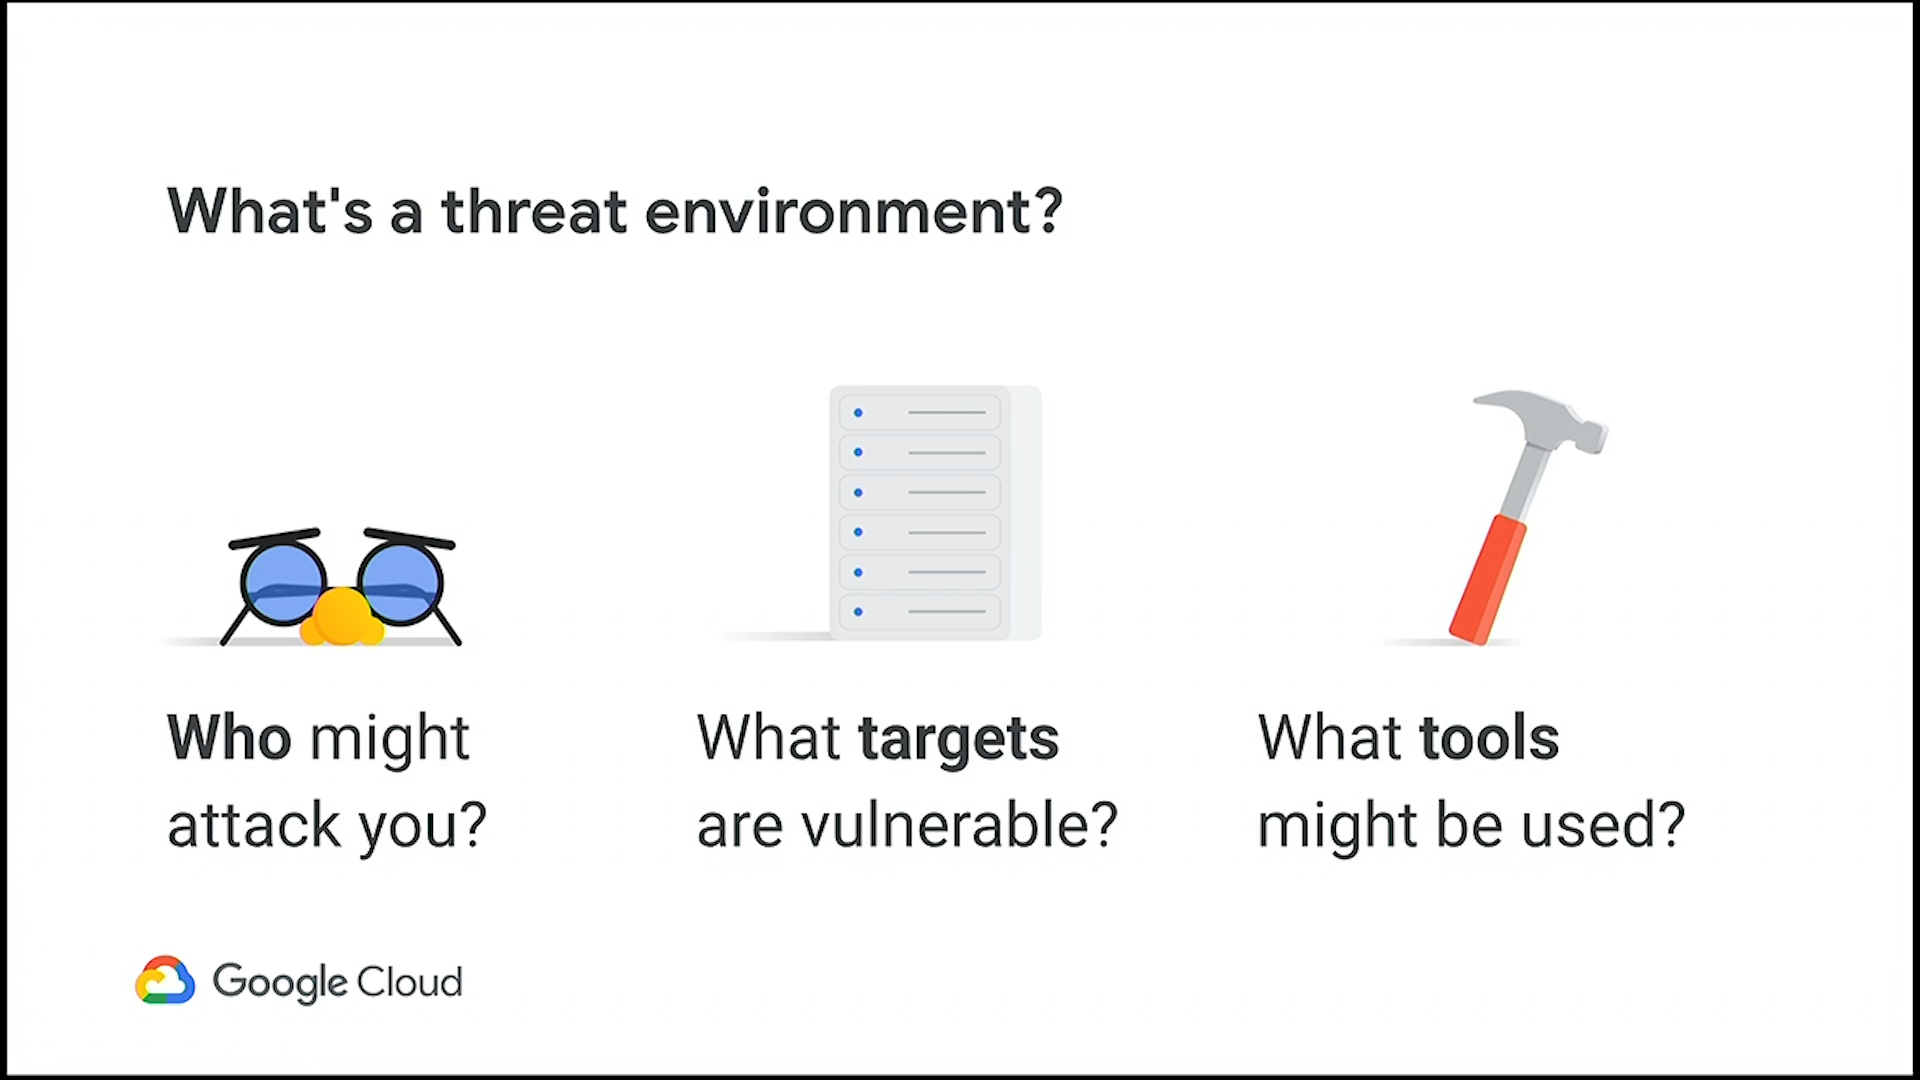 What's a threat environment?
Who might
attack you?
What targets
are vulnerable?
What tools
might be used?
Google Cloud